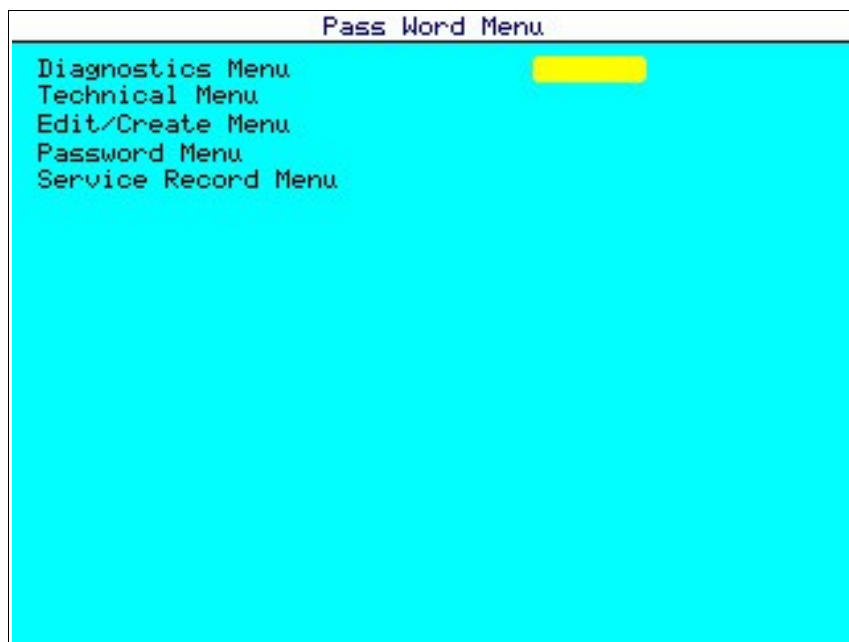 Pass Word Menu
Diagnostics Menu
Technical Menu
Edit/Create Menu
Password Menu
Service Record Menu